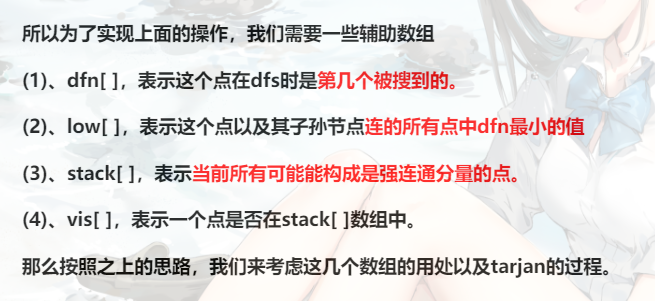 所以为了实现上面的操作，我们需要一些辅助数组
(1)、dfn[ ]，表示这个点在dfs时是第几个被搜到的。
(2)、low[ ]，表示这个点以及其子孙节点连的所有点中dfn最小的值
(3)、stack[ ]，表示当前所有可能能构成是强连通分量的点。
(4)、vis[ ]，表示一个点是否在stack[ ]数组中。
那么按照之上的思路，我们来考虑这几个数组的用处以及tarjan的过程。